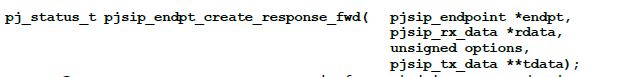 pj_status_t pjsip_endpt_create_response_fwd( pjsip_endpoint *endpt,
pjsip_rx_data *rdata,
unsigned options,
pjsip_tx_data **tdata);